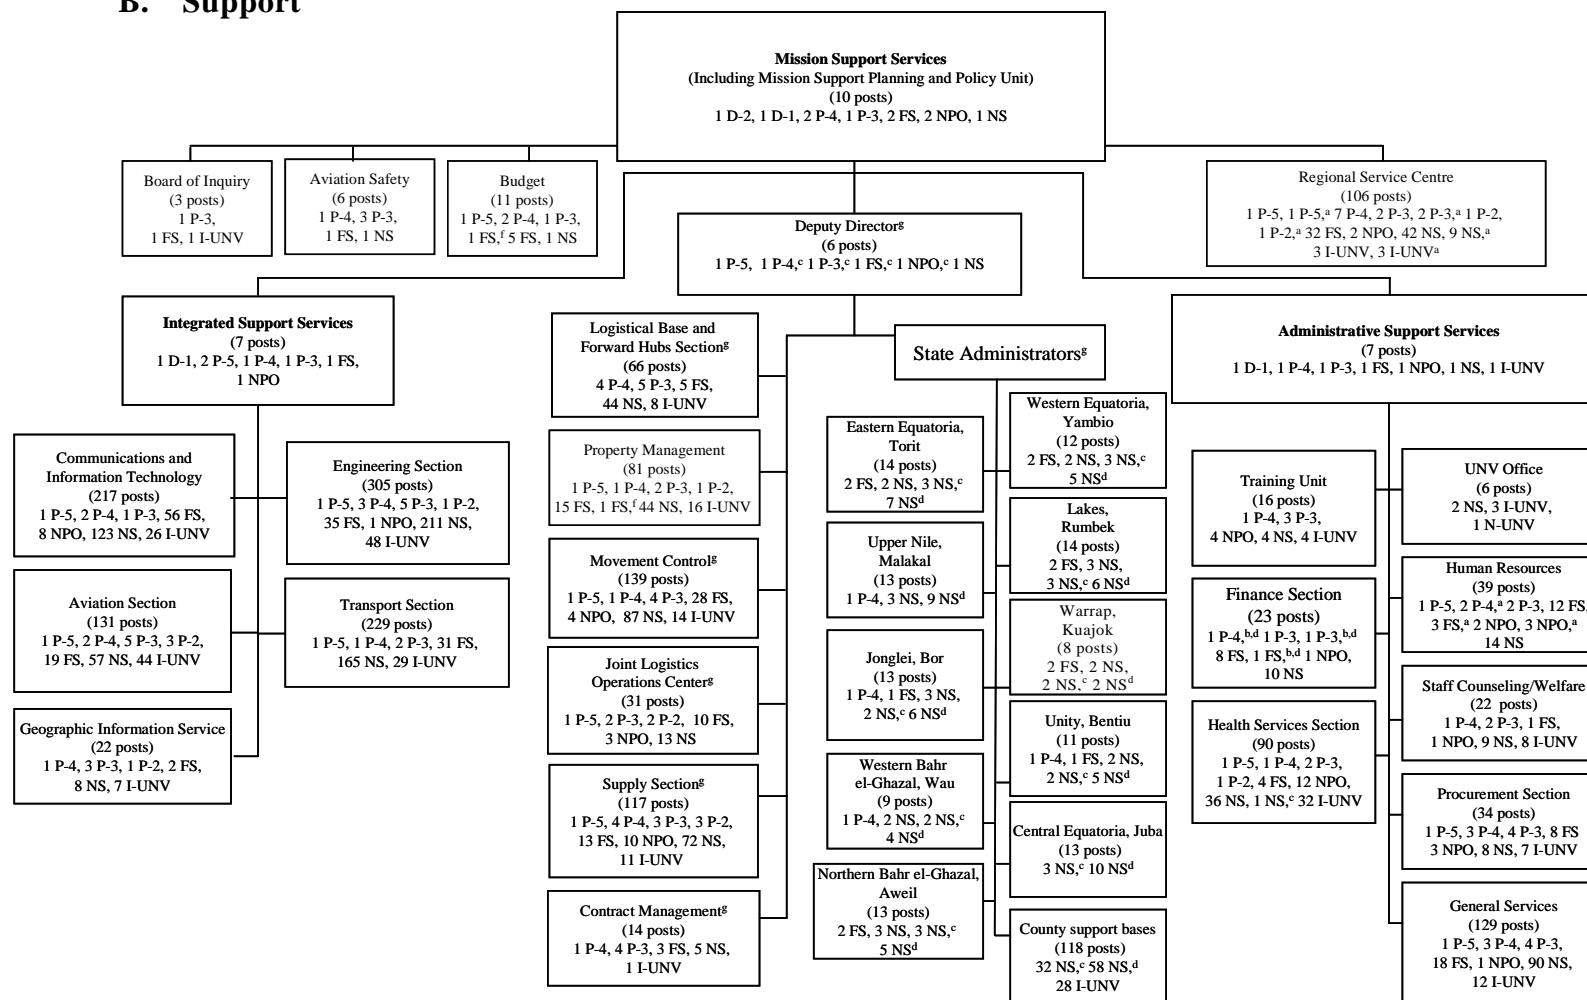 B. Support
Mission Support Services
(Including Mission Support Planning and Policy Unit)
(10 posts)
1 D-2, 1 D-1, 2 P-4, 1 P-3, 2 FS, 2 NPO, 1 NS
Board of Inquiry
(3 posts)
1 P-3,
1 FS, 1 I-UNV
Aviation Safety
(6 posts)
1 P-4, 3 P-3,
1 FS, 1 NS
Budget
(11 posts)
1 P-5, 2 P-4, 1 P-3,
1 FS,ᶠ 5 FS, 1 NS
Regional Service Centre
(106 posts)
1 P-5, 1 P-5,ᵃ 7 P-4, 2 P-3, 2 P-3,ᵃ 1 P-2,
1 P-2,ᵃ 32 FS, 2 NPO, 42 NS, 9 NS,ᵃ
3 I-UNV, 3 I-UNVᵃ
Deputy Directorᵍ
(6 posts)
1 P-5, 1 P-4,ᶜ 1 P-3,ᶜ 1 FS,ᶜ 1 NPO,ᶜ 1 NS
Integrated Support Services
(7 posts)
1 D-1, 2 P-5, 1 P-4, 1 P-3, 1 FS,
1 NPO
Communications and
Information Technology
(217 posts)
1 P-5, 2 P-4, 1 P-3, 56 FS,
8 NPO, 123 NS, 26 I-UNV
Engineering Section
(305 posts)
1 P-5, 3 P-4, 5 P-3, 1 P-2,
35 FS, 1 NPO, 211 NS,
48 I-UNV
Aviation Section
(131 posts)
1 P-5, 2 P-4, 5 P-3, 3 P-2,
19 FS, 57 NS, 44 I-UNV
Transport Section
(229 posts)
1 P-5, 1 P-4, 2 P-3, 31 FS,
165 NS, 29 I-UNV
Geographic Information Service
(22 posts)
1 P-4, 3 P-3, 1 P-2, 2 FS,
8 NS, 7 I-UNV
Logistical Base and
Forward Hubs Sectionᵍ
(66 posts)
4 P-4, 5 P-3, 5 FS,
44 NS, 8 I-UNV
Property Management
(81 posts)
1 P-5, 1 P-4, 2 P-3, 1 P-2,
15 FS, 1 FS,ᶠ 44 NS, 16 I-UNV
Movement Controlᵍ
(139 posts)
1 P-5, 1 P-4, 4 P-3, 28 FS,
4 NPO, 87 NS, 14 I-UNV
Joint Logistics
Operations Centerᵍ
(31 posts)
1 P-5, 2 P-3, 2 P-2, 10 FS,
3 NPO, 13 NS
Supply Sectionᵍ
(117 posts)
1 P-5, 4 P-4, 3 P-3, 3 P-2,
13 FS, 10 NPO, 72 NS,
11 I-UNV
Contract Managementᵍ
(14 posts)
1 P-4, 4 P-3, 3 FS, 5 NS,
1 I-UNV
State Administratorsᵍ
Eastern Equatoria,
Torit
(14 posts)
2 FS, 2 NS, 3 NS,ᶜ
7 NSᵈ
Western Equatoria,
Yambio
(12 posts)
2 FS, 2 NS, 3 NS,ᶜ
5 NSᵈ
Upper Nile,
Malakal
(13 posts)
1 P-4, 3 NS, 9 NSᵈ
Lakes,
Rumbek
(14 posts)
2 FS, 3 NS,
3 NS,ᶜ 6 NSᵈ
Jonglei, Bor
(13 posts)
1 P-4, 1 FS, 3 NS,
2 NS,ᶜ 6 NSᵈ
Warrap,
Kuajok
(8 posts)
2 FS, 2 NS,
2 NS,ᶜ 2 NSᵈ
Western Bahr
el-Ghazal, Wau
(9 posts)
1 P-4, 2 NS, 2 NS,ᶜ
4 NSᵈ
Unity, Bentiu
(11 posts)
1 P-4, 1 FS, 2 NS,
2 NS,ᶜ 5 NSᵈ
Northern Bahr el-Ghazal,
Aweil
(13 posts)
2 FS, 3 NS, 3 NS,ᶜ
5 NSᵈ
Central Equatoria, Juba
(13 posts)
3 NS,ᶜ 10 NSᵈ
County support bases
(118 posts)
32 NS,ᶜ 58 NS,ᵈ
28 I-UNV
Administrative Support Services
(7 posts)
1 D-1, 1 P-4, 1 P-3, 1 FS, 1 NPO, 1 NS, 1 I-UNV
Training Unit
(16 posts)
1 P-4, 3 P-3,
4 NPO, 4 NS, 4 I-UNV
UNV Office
(6 posts)
2 NS, 3 I-UNV,
1 N-UNV
Finance Section
(23 posts)
1 P-4,ᵇ,ᵈ 1 P-3, 1 P-3,ᵇ,ᵈ
8 FS, 1 FS,ᵇ,ᵈ 1 NPO,
10 NS
Human Resources
(39 posts)
1 P-5, 2 P-4,ᵃ 2 P-3, 12 FS,
3 FS,ᵃ 2 NPO, 3 NPO,ᵃ
14 NS
Health Services Section
(90 posts)
1 P-5, 1 P-4, 2 P-3,
1 P-2, 4 FS, 12 NPO,
36 NS, 1 NS,ᶜ 32 I-UNV
Staff Counseling/Welfare
(22 posts)
1 P-4, 2 P-3, 1 FS,
1 NPO, 9 NS, 8 I-UNV
Procurement Section
(34 posts)
1 P-5, 3 P-4, 4 P-3, 8 FS
3 NPO, 8 NS, 7 I-UNV
General Services
(129 posts)
1 P-5, 3 P-4, 4 P-3,
18 FS, 1 NPO, 90 NS,
12 I-UNV